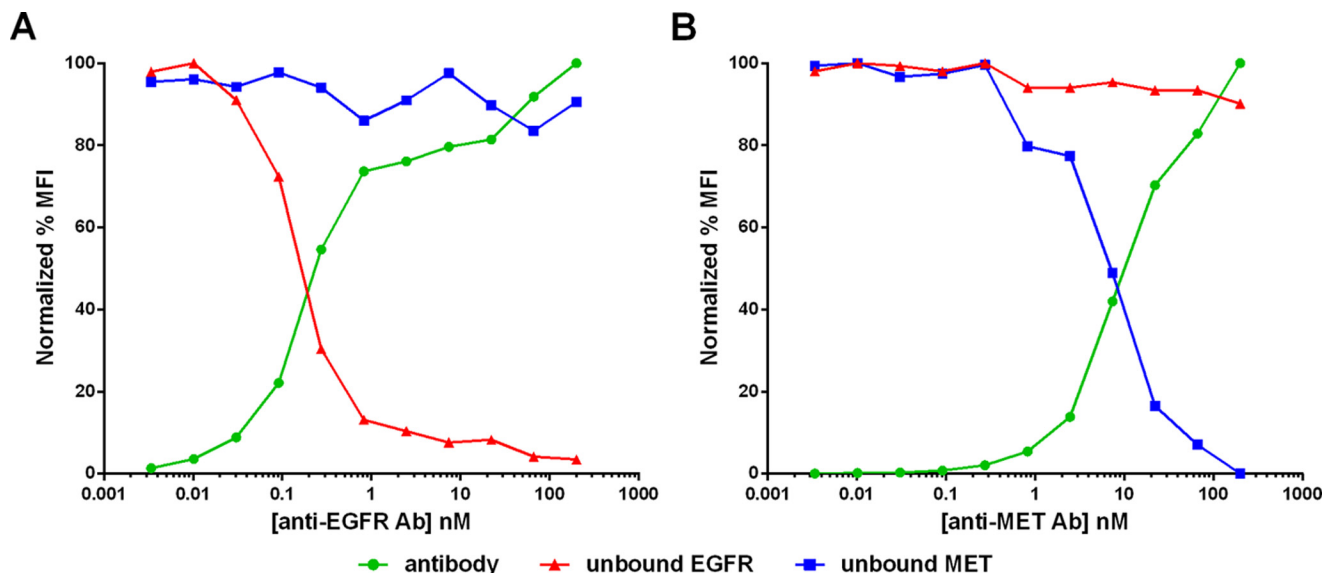 A
B
Normalized % MFI
100
80
60
40
20
0
0.001 0.01 0.1 1 10 100 1000
[anti-EGFR Ab] nM
Normalized % MFI
100
80
60
40
20
0
0.001 0.01 0.1 1 10 100 1000
[anti-MET Ab] nM
antibody unbound EGFR unbound MET